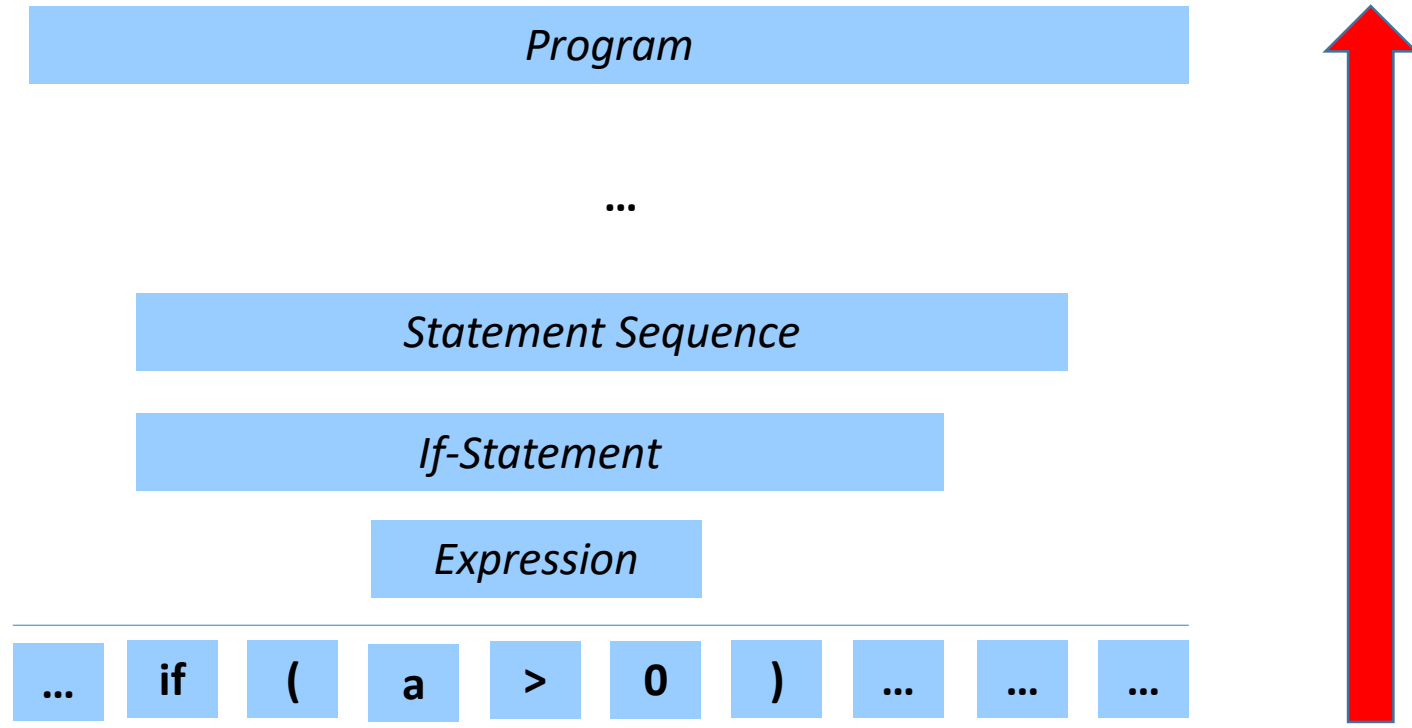 Program
...
Statement Sequence
If-Statement
Expression
... if ( a > 0 ) ... ... ...